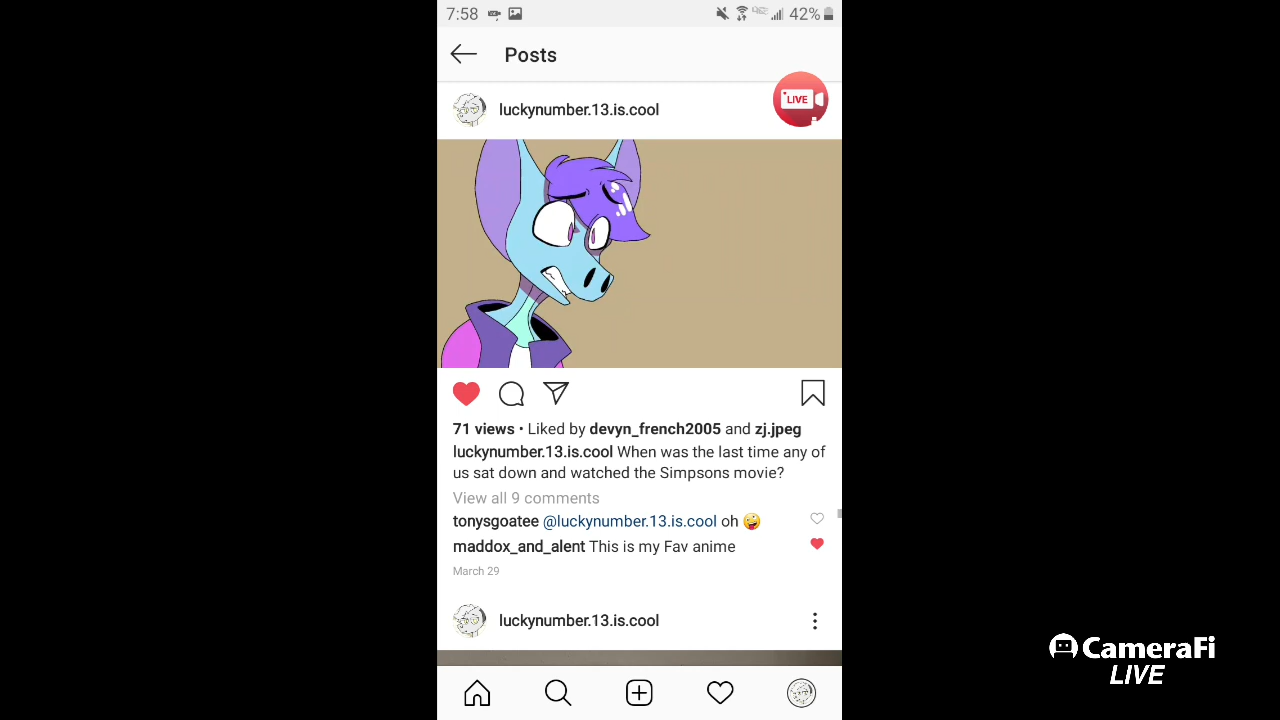 7:58
42%
Posts
luckynumber.13.is.cool
LIVE
71 views • Liked by devyn_french2005 and zj.jpeg
luckynumber.13.is.cool When was the last time any of
us sat down and watched the Simpsons movie?
View all 9 comments
tonysgoatee @luckynumber.13.is.cool oh 🤪
maddox_and_alent This is my Fav anime
March 29
luckynumber.13.is.cool
CameraFi
LIVE